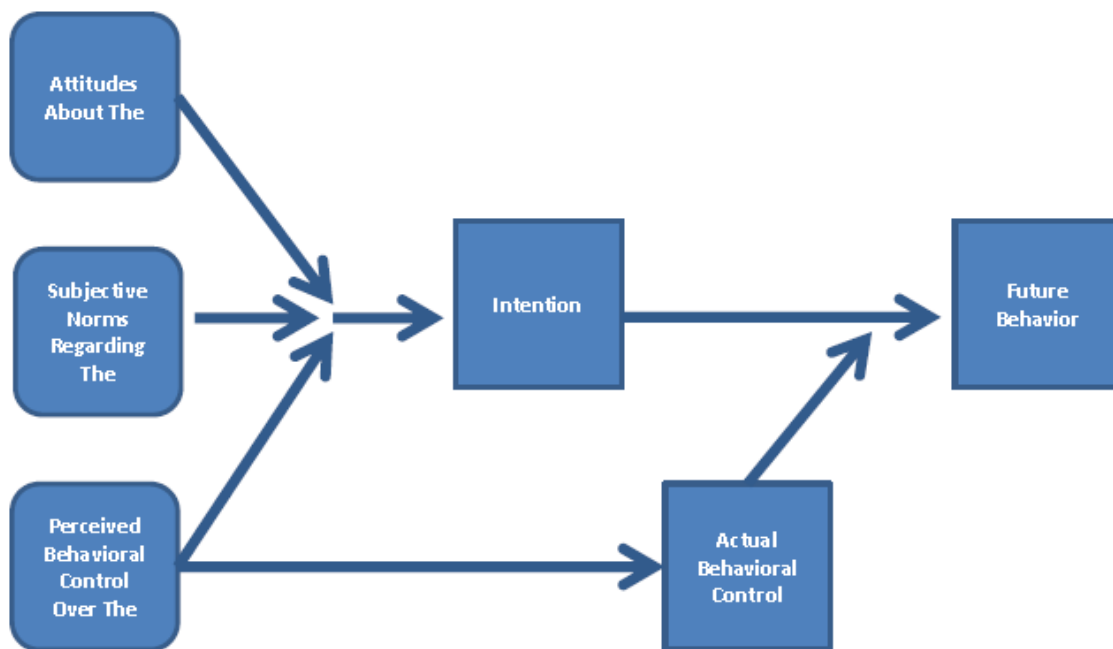 Attitudes
About The
Subjective
Norms
Regarding
The
Perceived
Behavioral
Control
Over The
Intention
Actual
Behavioral
Control
Future
Behavior